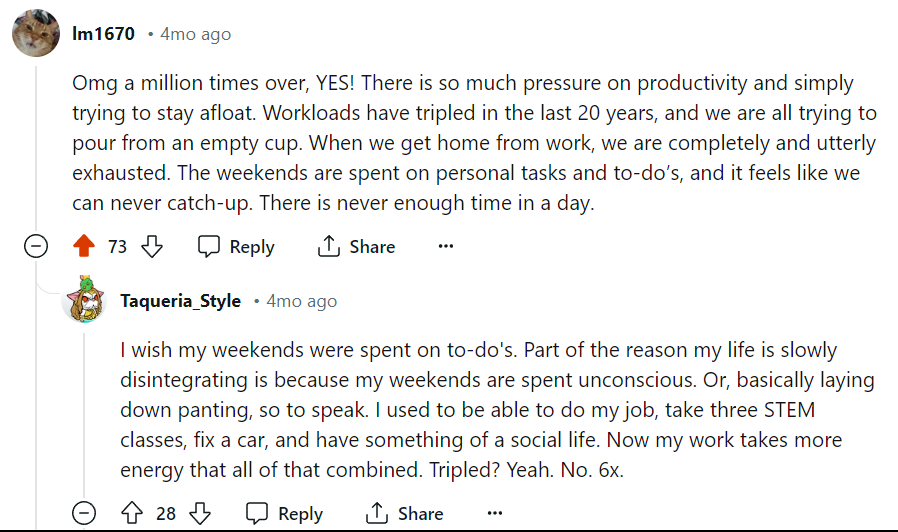 lm1670 • 4mo ago
Omg a million times over, YES! There is so much pressure on productivity and simply
trying to stay afloat. Workloads have tripled in the last 20 years, and we are all trying to
pour from an empty cup. When we get home from work, we are completely and utterly
exhausted. The weekends are spent on personal tasks and to-do’s, and it feels like we
can never catch-up. There is never enough time in a day.
73 Reply Share ...
Taqueria_Style • 4mo ago
I wish my weekends were spent on to-do's. Part of the reason my life is slowly
disintegrating is because my weekends are spent unconscious. Or, basically laying
down panting, so to speak. I used to be able to do my job, take three STEM
classes, fix a car, and have something of a social life. Now my work takes more
energy that all of that combined. Tripled? Yeah. No. 6x.
28 Reply Share ...